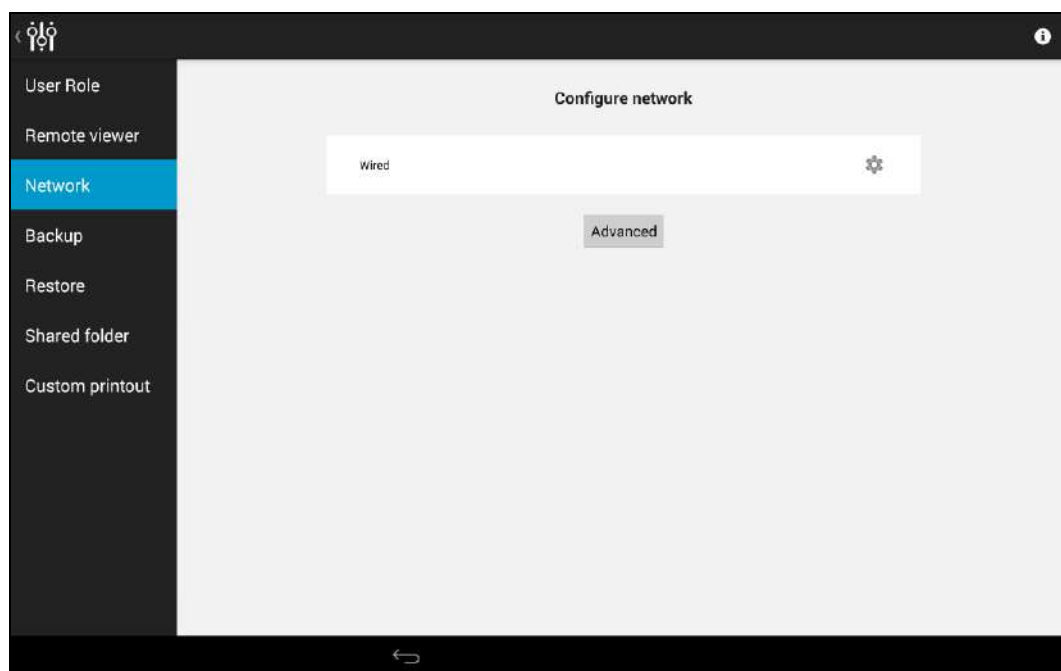 User Role
Remote viewer
Network
Backup
Restore
Shared folder
Custom printout
Configure network
Wired
Advanced